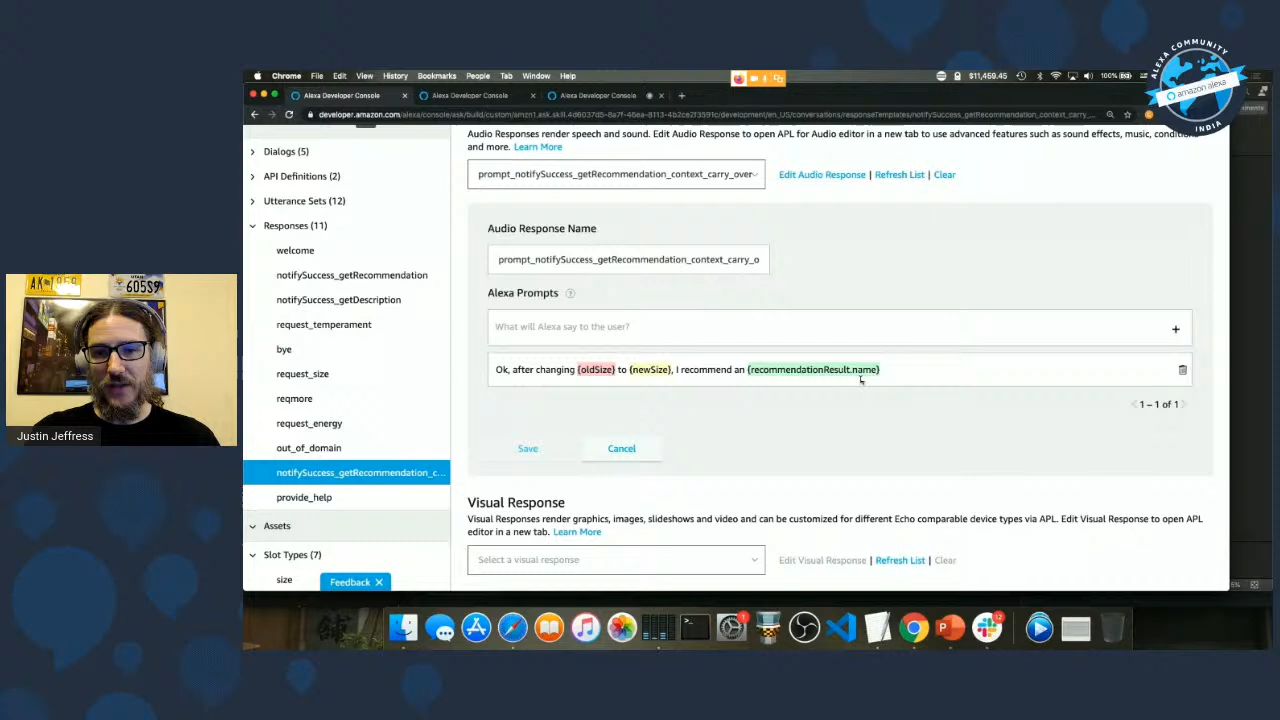 ALEXA COMMUNITY
amazon alexa
INDIA
Chrome File Edit View History Bookmarks People Tab Window Help
$11,459.45
100%
Alexa Developer Console
Alexa Developer Console
Alexa Developer Console
Audio Responses render speech and sound. Edit Audio Response to open APL for Audio editor in a new tab to use advanced features such as sound effects, music,
and more. Learn More
prompt_notifySuccess_getRecommendation_context_carry_over
Edit Audio Response | Refresh List | Clear
Dialogs (5)
API Definitions (2)
Utterance Sets (12)
Responses (11)
welcome
notifySuccess_getRecommendation
notifySuccess_getDescription
request_temperament
bye
request_size
reqmore
request_energy
out_of_domain
notifySuccess_getRecommendation_c...
provide_help
Assets
Slot Types (7)
size
Feedback
Audio Response Name
prompt_notifySuccess_getRecommendation_context_carry_o
Alexa Prompts
What will Alexa say to the user?
Ok, after changing {oldSize} to {newSize}, I recommend an {recommendationResult.name}
1 – 1 of 1
Save
Cancel
Visual Response
Visual Responses render graphics, images, slideshows and video and can be customized for different Echo comparable device types via APL. Edit Visual Response to open APL
editor in a new tab. Learn More
Select a visual response
Edit Visual Response | Refresh List | Clear
UTAH
605S9
Justin Jeffress